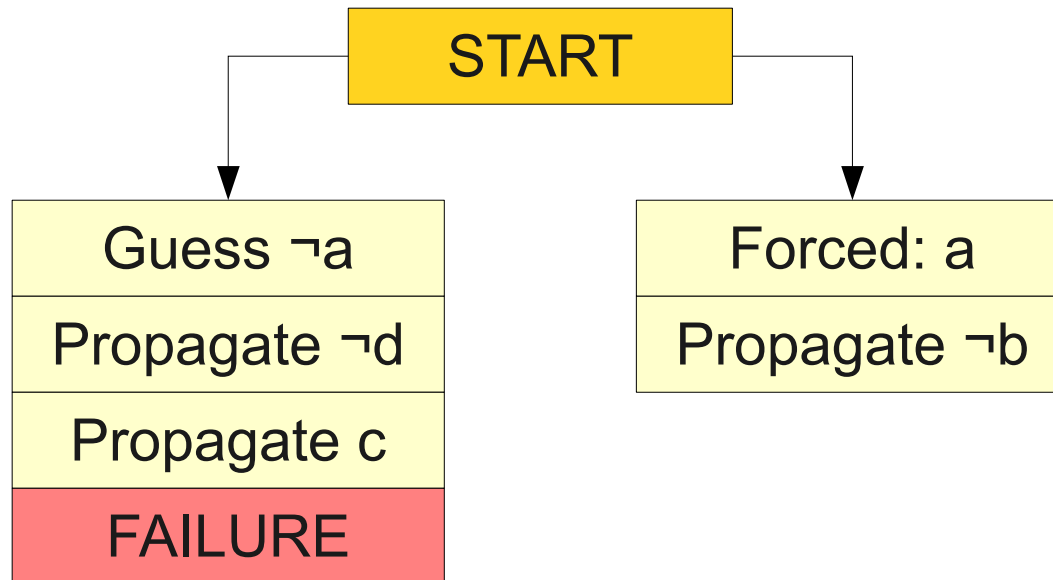 START
Guess ¬a
Propagate ¬d
Propagate c
FAILURE
Forced: a
Propagate ¬b